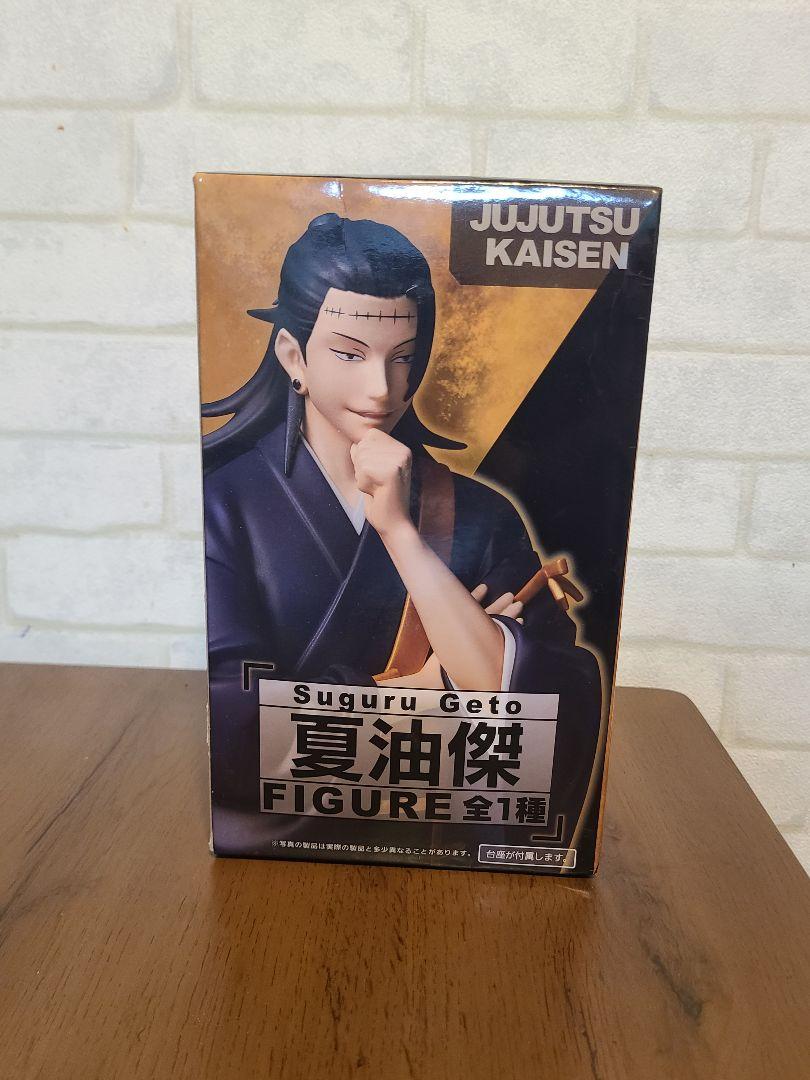 JUJUTSU
KAISEN
「
Suguru Geto
夏油傑
FIGURE 全1種
」
※写真の製品は実際の製品と多少異なることがあります。 台座が付属します。